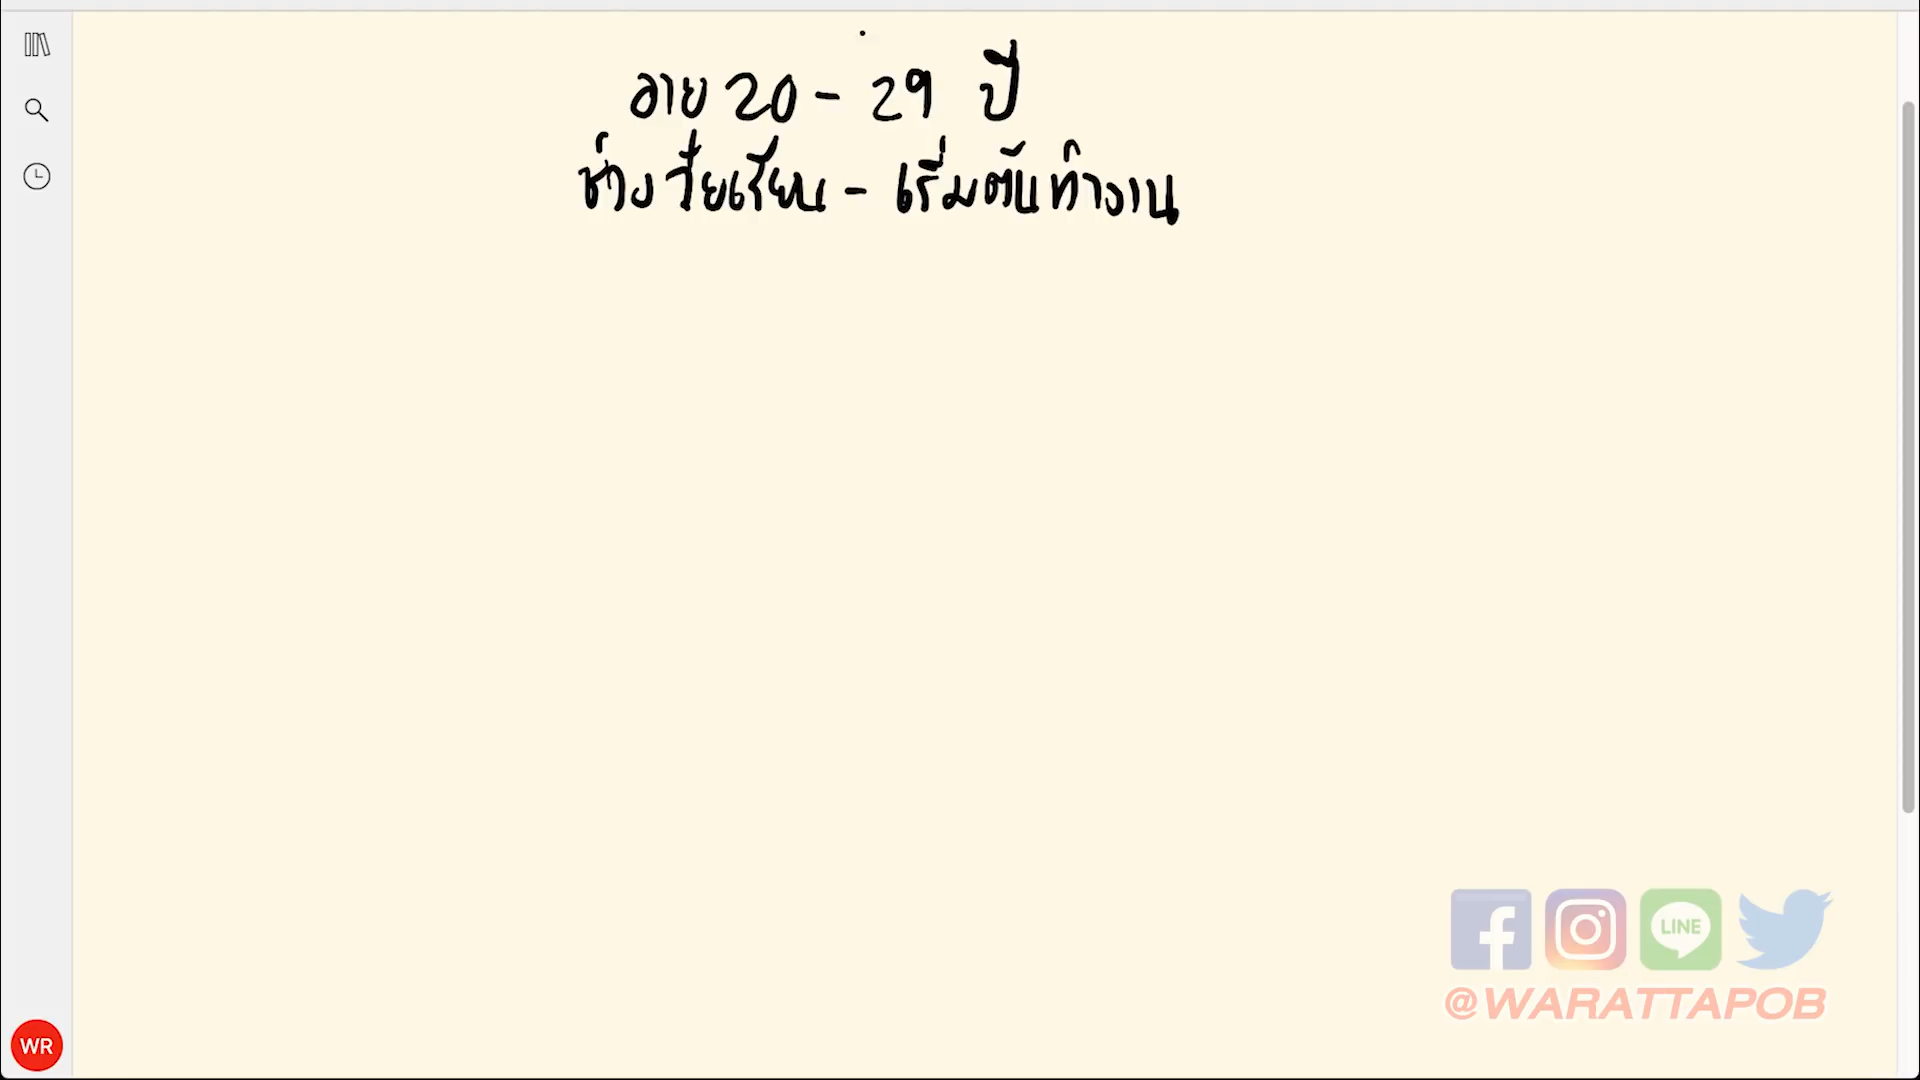 อาย 20 - 29 ปี
ช่วงวัยเรียน - เริ่มต้นทำงาน
LINE
@WARATTAPOB
WR